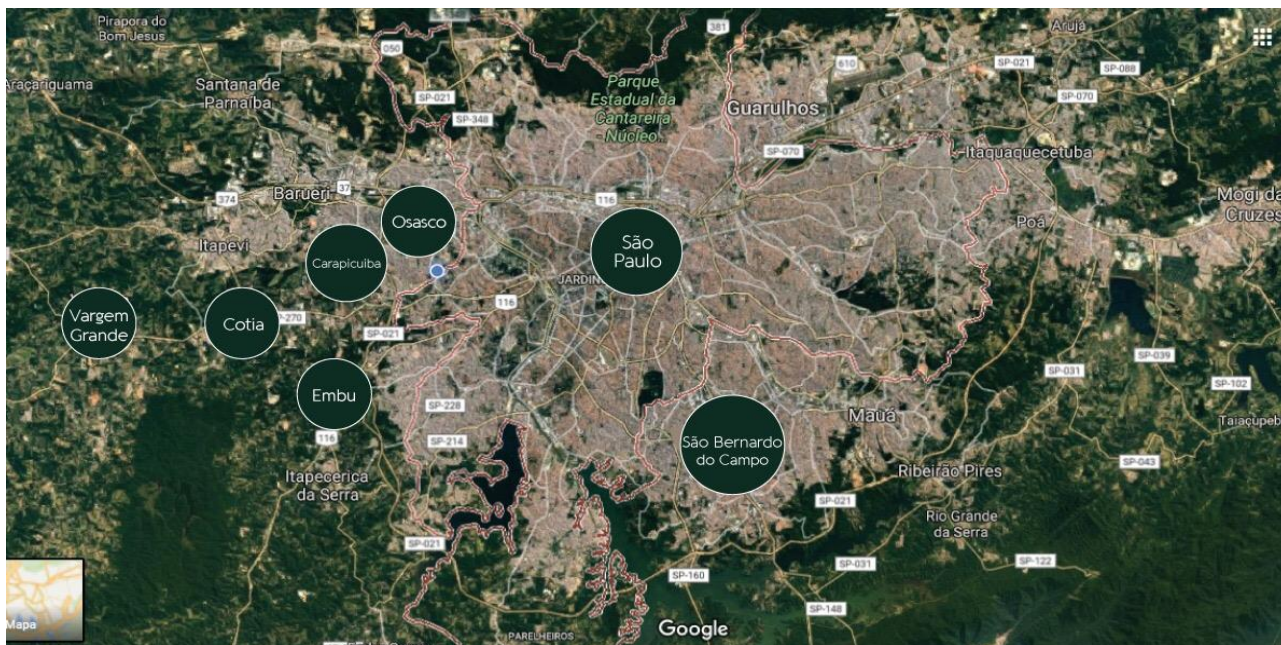 Pirapora do
Bom Jesus
050
381
Arujá
Araçariguama
Santana de
Parnaíba
SP-021
SP-348
Parque
Estadual da
Cantareira
Núcleo
610
Guarulhos
SP-021
SP-088
SP-070
SP-070
Itaquaquecetuba
374
Barueri
37
116
Osasco
Mogi da
Cruzes
Poá
Itapevi
Carapicuiba
São
Paulo
JARDIN
Vargem
Grande
Cotia
SP-270
SP-021
116
SP-039
SP-031
SP-102
Embu
SP-228
Mauá
Taiaçupeb
116
SP-214
São Bernardo
do Campo
SP-043
Itapecerica
da Serra
Ribeirão Pires
SP-021
Rio Grande
da Serra
SP-021
SP-031
SP-122
SP-160
SP-148
Mapa
PARELHEIROS
Google